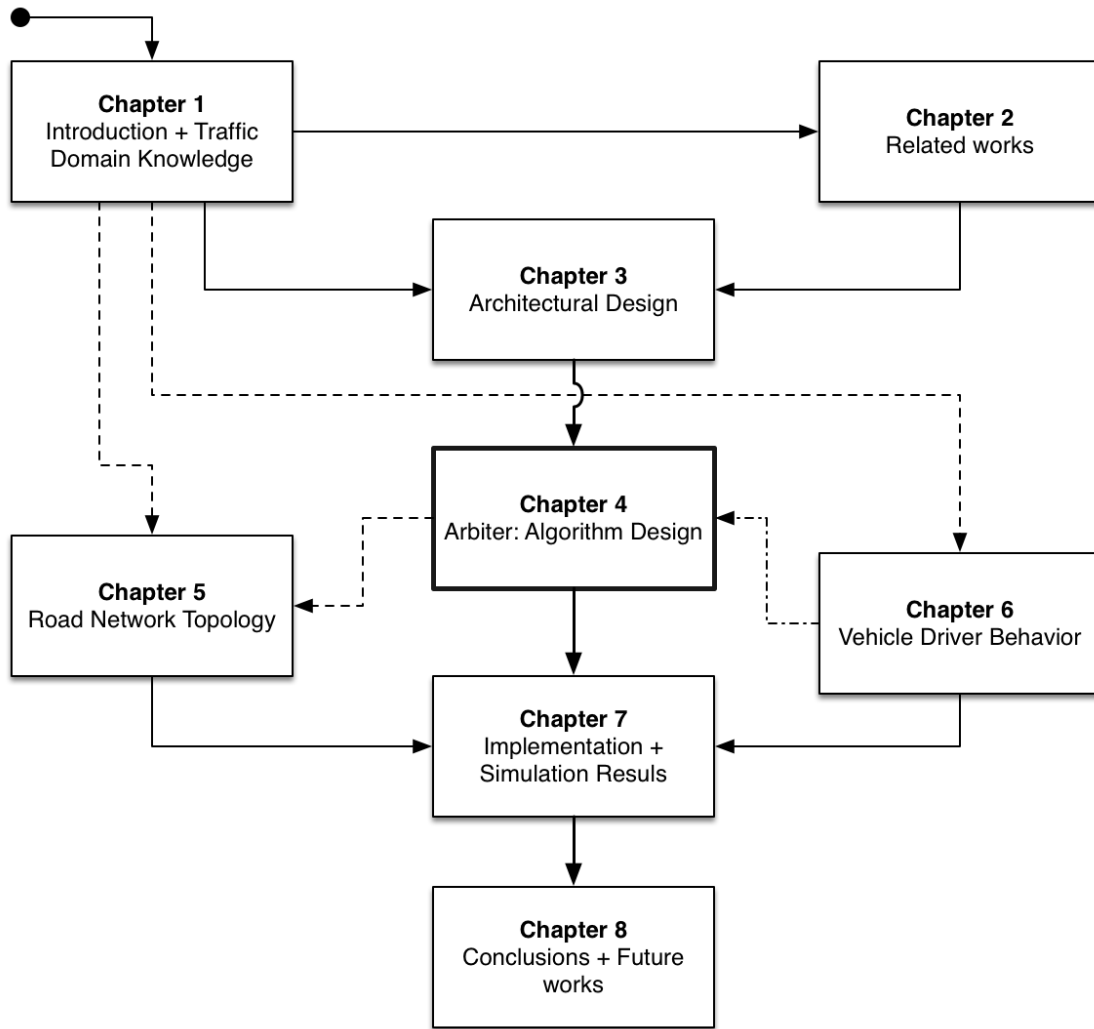 Chapter 1
Introduction + Traffic
Domain Knowledge
Chapter 2
Related works
Chapter 3
Architectural Design
Chapter 4
Arbiter: Algorithm Design
Chapter 5
Road Network Topology
Chapter 6
Vehicle Driver Behavior
Chapter 7
Implementation +
Simulation Resuls
Chapter 8
Conclusions + Future
works